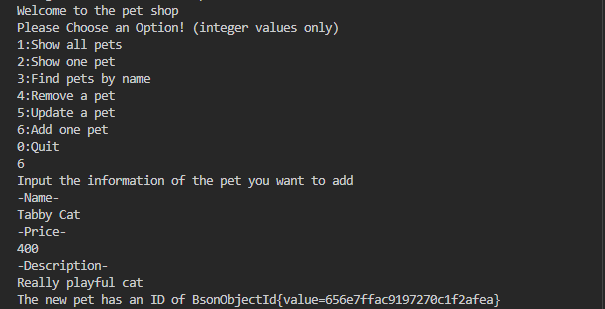 Welcome to the pet shop
Please Choose an Option! (integer values only)
1:Show all pets
2:Show one pet
3:Find pets by name
4:Remove a pet
5:Update a pet
6:Add one pet
0:Quit
6
Input the information of the pet you want to add
-Name-
Tabby Cat
-Price-
400
-Description-
Really playful cat
The new pet has an ID of BsonObjectId{value=656e7ffac9197270c1f2afea}